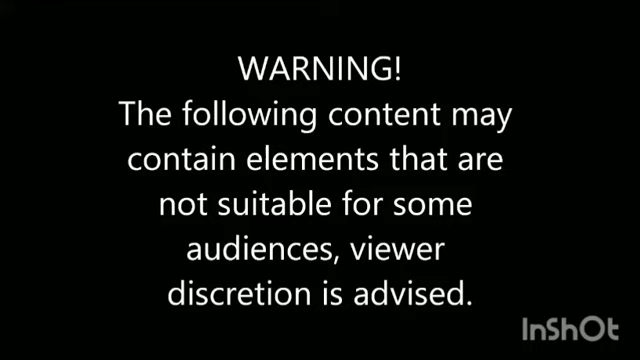 WARNING!
The following content may
contain elements that are
not suitable for some
audiences, viewer
discretion is advised.
InShOt